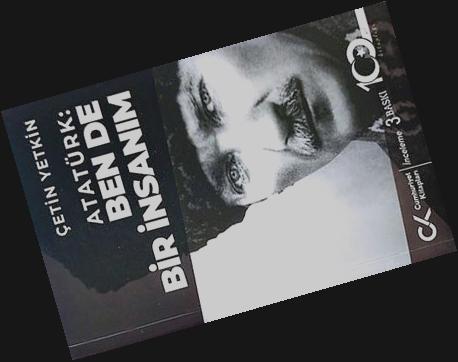 ÇETİN YETKİN
ATATÜRK:
BEN DE
BİR İNSANIM
Cumhuriyet
Kitapları
İnceleme
3. BASKI
100